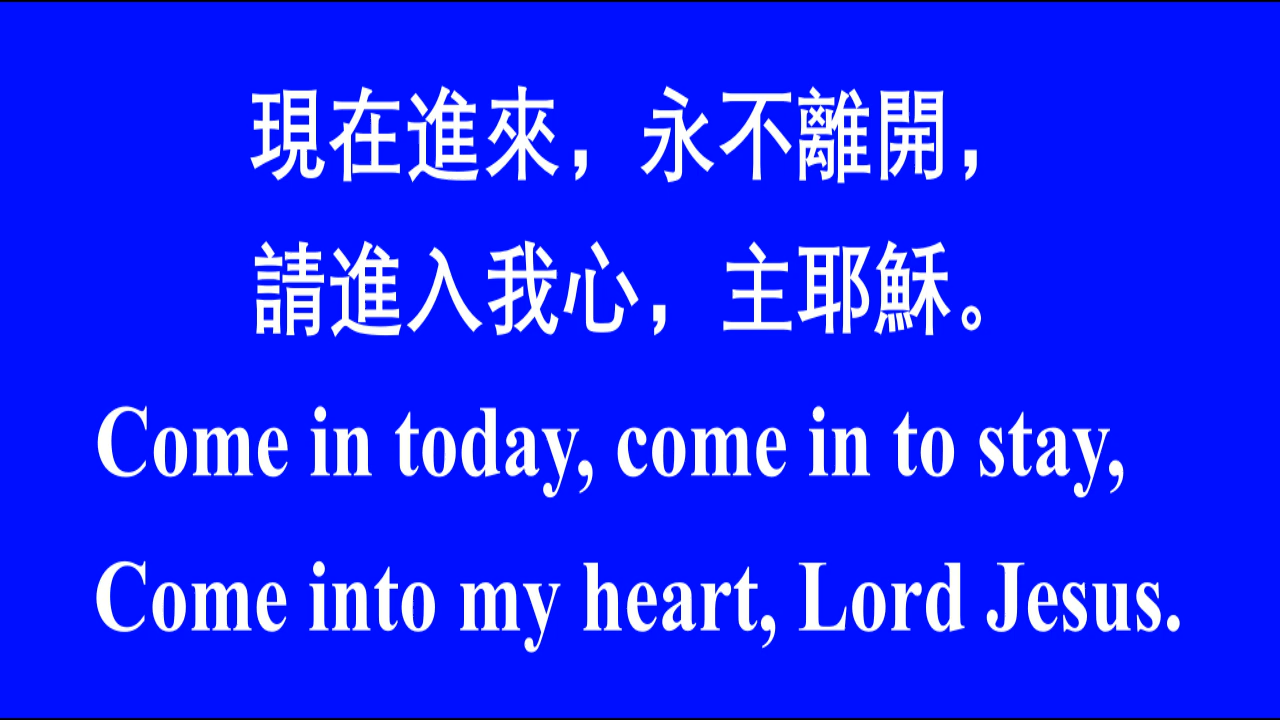 現在進來，永不離開，
請進入我心，主耶穌。
Come in today, come in to stay,
Come into my heart, Lord Jesus.